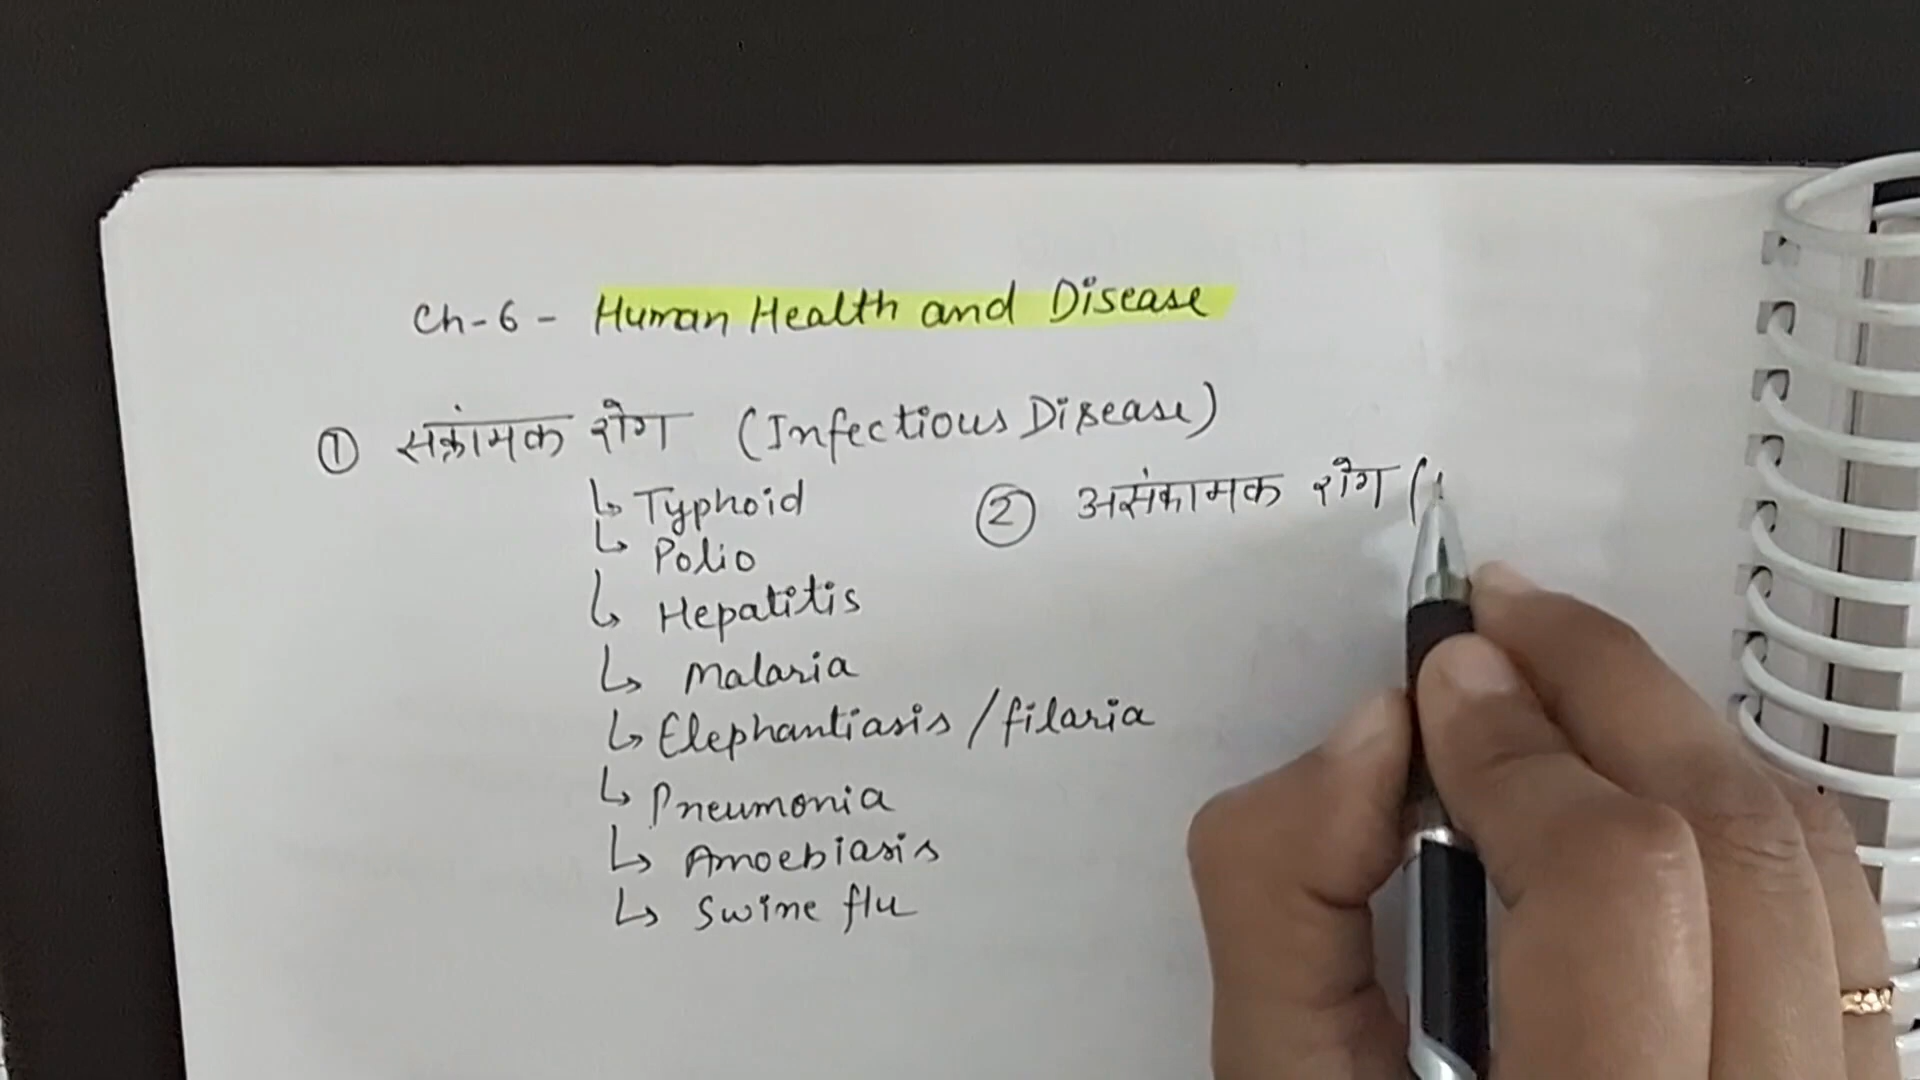 Ch-6- Human Health and Disease
① संक्रामक रोग (Infectious Disease)
↳ Typhoid
↳ Polio
↳ Hepatitis
↳ Malaria
↳ Elephantiasis/filaria
↳ Pneumonia
↳ Amoebiasis
↳ Swine flu
② असंक्रामक रोग (